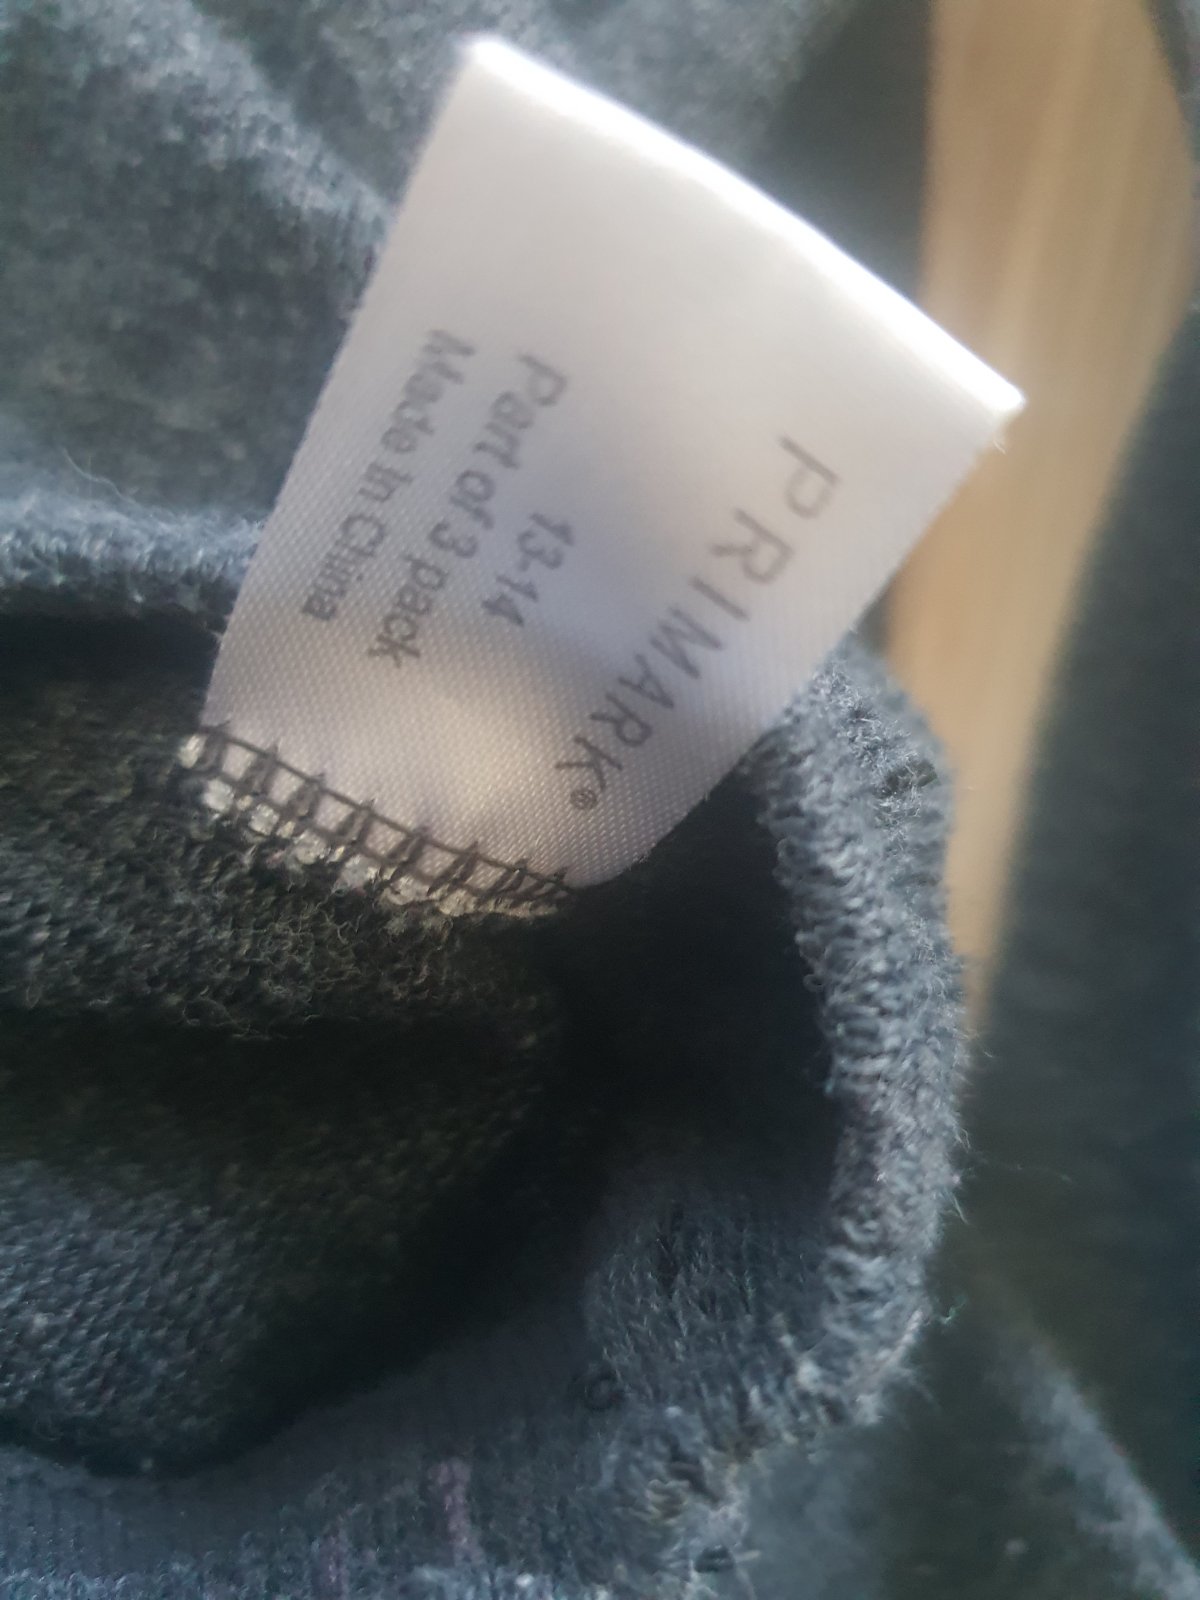 PRIMARK®
13-14
Part of 3 pack
Made In China